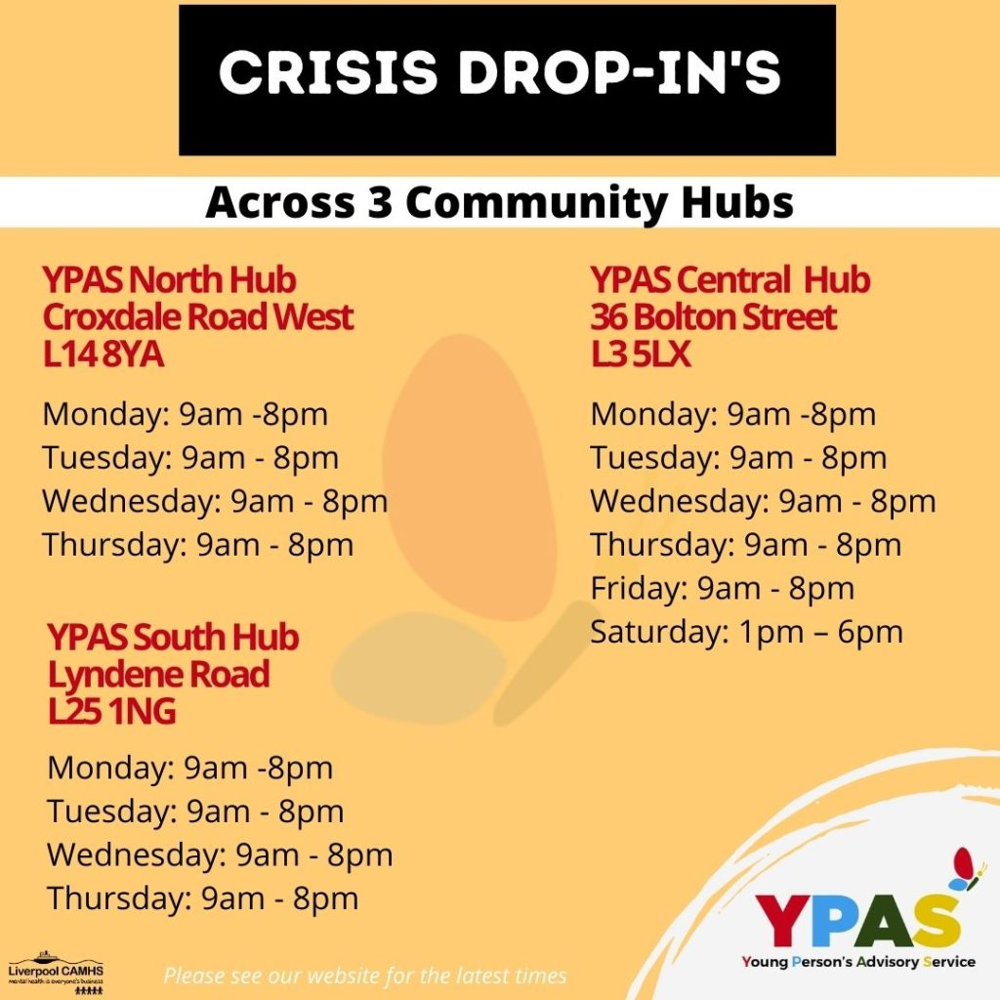 CRISIS DROP-IN'S
Across 3 Community Hubs
YPAS North Hub
Croxdale Road West
L14 8YA
Monday: 9am -8pm
Tuesday: 9am - 8pm
Wednesday: 9am - 8pm
Thursday: 9am - 8pm
YPAS South Hub
Lyndene Road
L25 1NG
Monday: 9am -8pm
Tuesday: 9am - 8pm
Wednesday: 9am - 8pm
Thursday: 9am - 8pm
YPAS Central Hub
36 Bolton Street
L3 5LX
Monday: 9am -8pm
Tuesday: 9am - 8pm
Wednesday: 9am - 8pm
Thursday: 9am - 8pm
Friday: 9am - 8pm
Saturday: 1pm – 6pm
Liverpool CAMHS
mental health is everyone's business
Please see our website for the latest times
YPAS
Young Person's Advisory Service